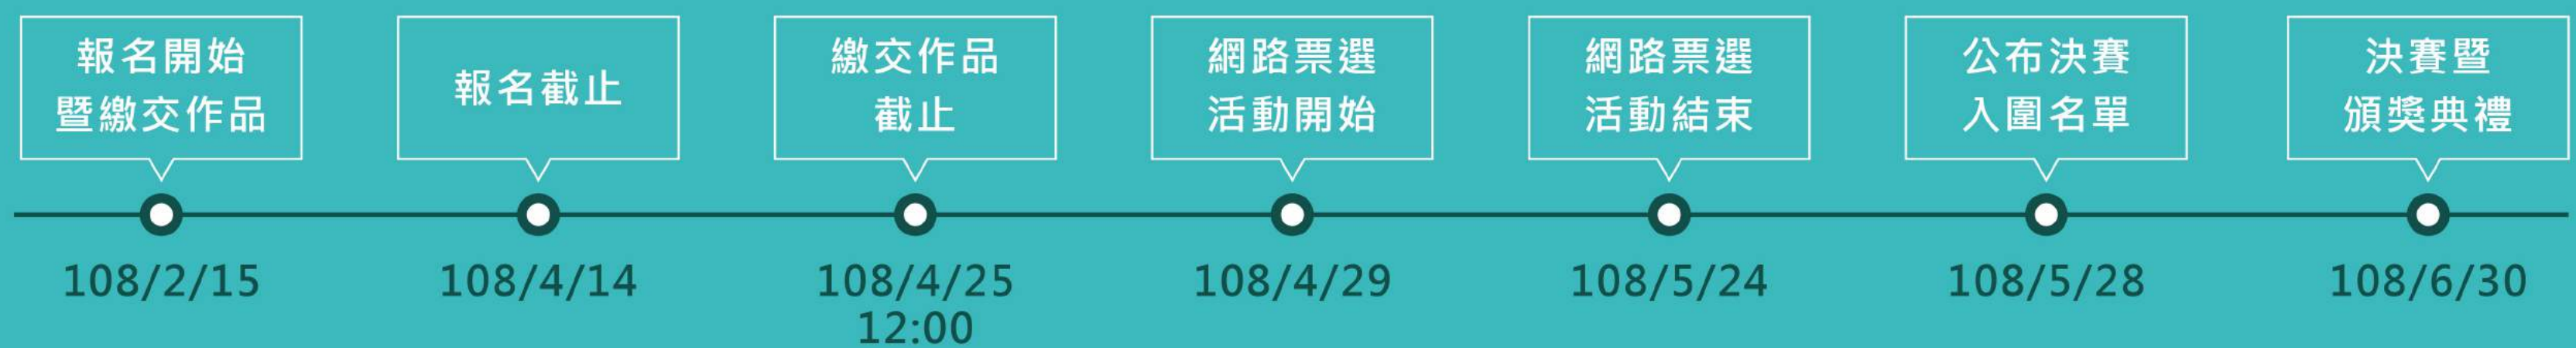 報名開始
暨繳交作品
報名截止
繳交作品
截止
網路票選
活動開始
網路票選
活動結束
公布決賽
入圍名單
決賽暨
頒獎典禮
108/2/15
108/4/14
108/4/25
12:00
108/4/29
108/5/24
108/5/28
108/6/30